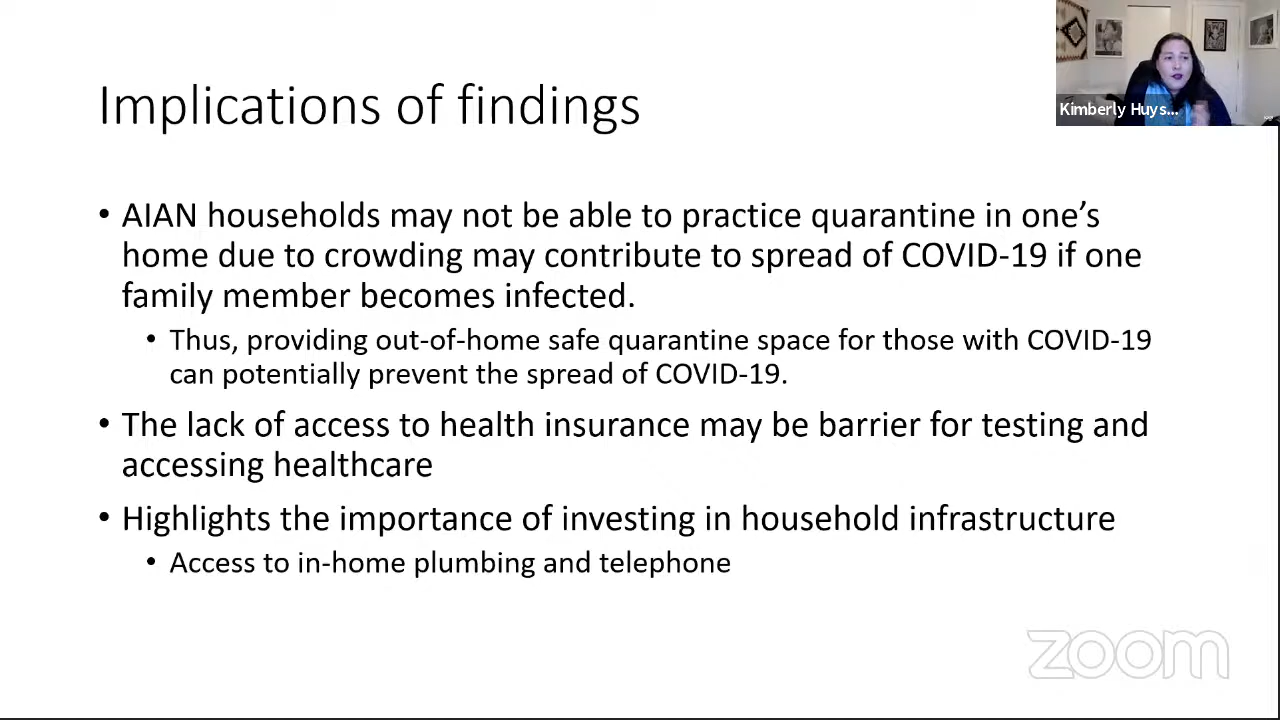 Implications of findings
Kimberly Huys...
• AIAN households may not be able to practice quarantine in one’s
home due to crowding may contribute to spread of COVID-19 if one
family member becomes infected.
• Thus, providing out-of-home safe quarantine space for those with COVID-19
can potentially prevent the spread of COVID-19.
• The lack of access to health insurance may be barrier for testing and
accessing healthcare
• Highlights the importance of investing in household infrastructure
• Access to in-home plumbing and telephone
zoom